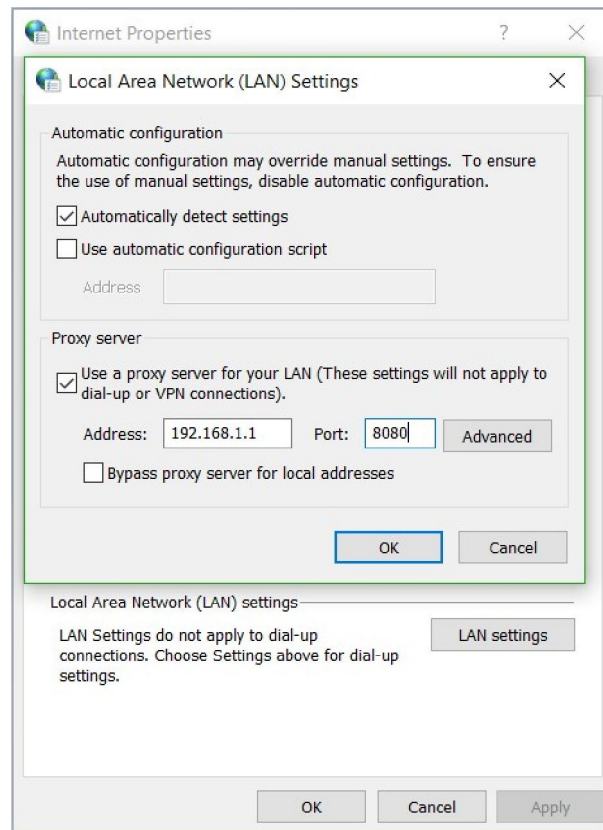 Internet Properties
Local Area Network (LAN) Settings
Automatic configuration
Automatic configuration may override manual settings. To ensure
the use of manual settings, disable automatic configuration.
Automatically detect settings
Use automatic configuration script
Address
Proxy server
Use a proxy server for your LAN (These settings will not apply to
dial-up or VPN connections).
Address: 192.168.1.1 Port: 8080 Advanced
Bypass proxy server for local addresses
OK Cancel
Local Area Network (LAN) settings
LAN Settings do not apply to dial-up
connections. Choose Settings above for dial-up
settings.
LAN settings
OK Cancel Apply